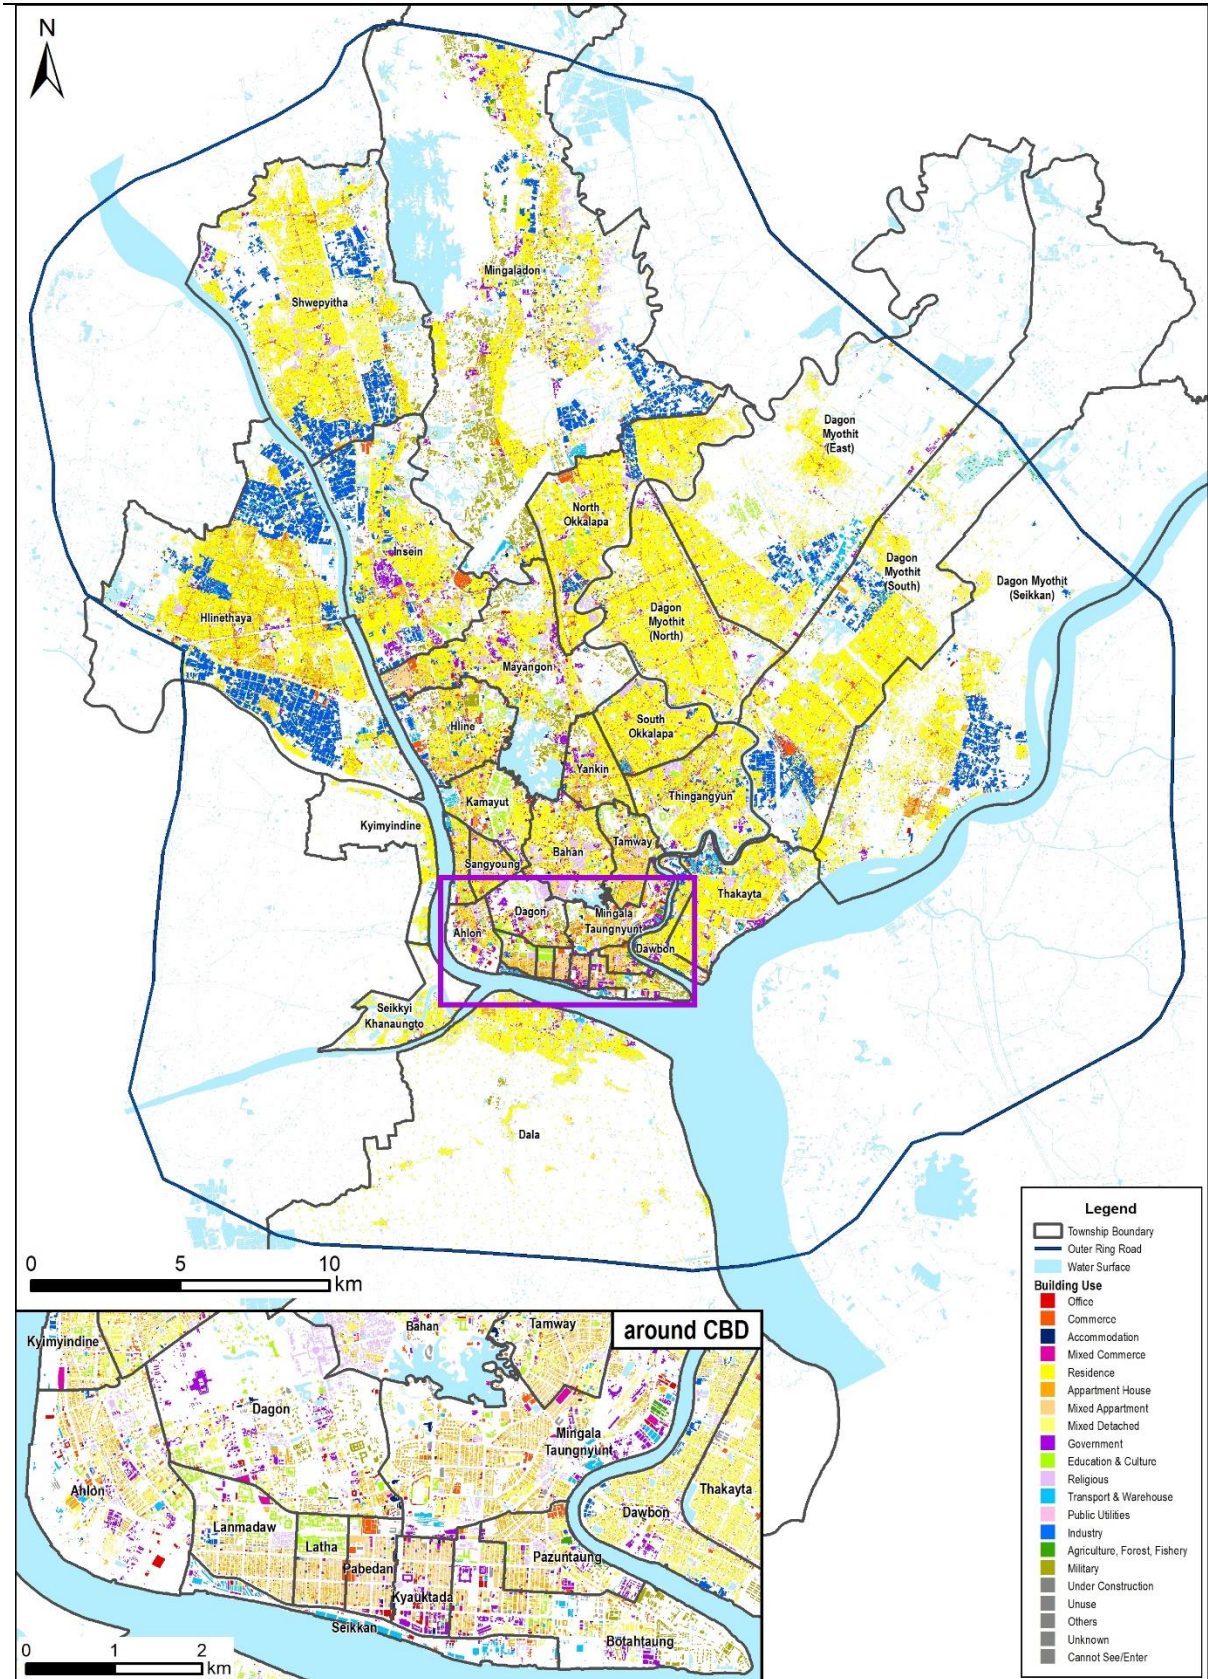 N
Mingaladon
Shwepyitha
Dagon
Myothit
(East)
North
Okkalapa
Insein
Dagon
Myothit
(South)
Dagon Myothit
(Seikkan)
Hlinethaya
Dagon
Myothit
(North)
Mayangon
Hline
South
Okkalapa
Yankin
Thingangyun
Kamayut
Kyimyindine
Bahan
Tamway
Sangyoung
Thakayta
Dagon
Mingala
Taungnyunt
Ahlon
Dawbon
Seikkyi
Khanaungto
Dala
0 5 10
km
Legend
Township Boundary
Outer Ring Road
Water Surface
Building Use
Office
Commerce
Accommodation
Mixed Commerce
Residence
Appartment House
Mixed Appartment
Mixed Detached
Government
Education & Culture
Religious
Transport & Warehouse
Public Utilities
Industry
Agriculture, Forest, Fishery
Military
Under Construction
Unuse
Others
Unknown
Cannot See/Enter
around CBD
Kyimyindine
Bahan
Tamway
Dagon
Mingala
Taungnyunt
Ahlon
Thakayta
Lanmadaw
Dawbon
Latha
Pabedan
Pazuntaung
Kyauktada
Seikkan
Botahtaung
0 1 2
km